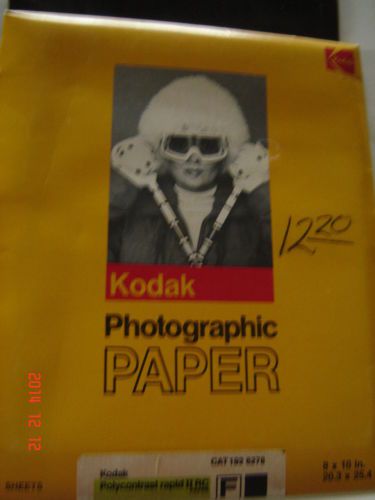 Kodak
12 20
Kodak
Photographic
PAPER
2014 12 12
CAT 192 6276
Kodak
Polycontrast rapid II RC
F
8 x 10 in.
20.3 x 25.4
SHEETS